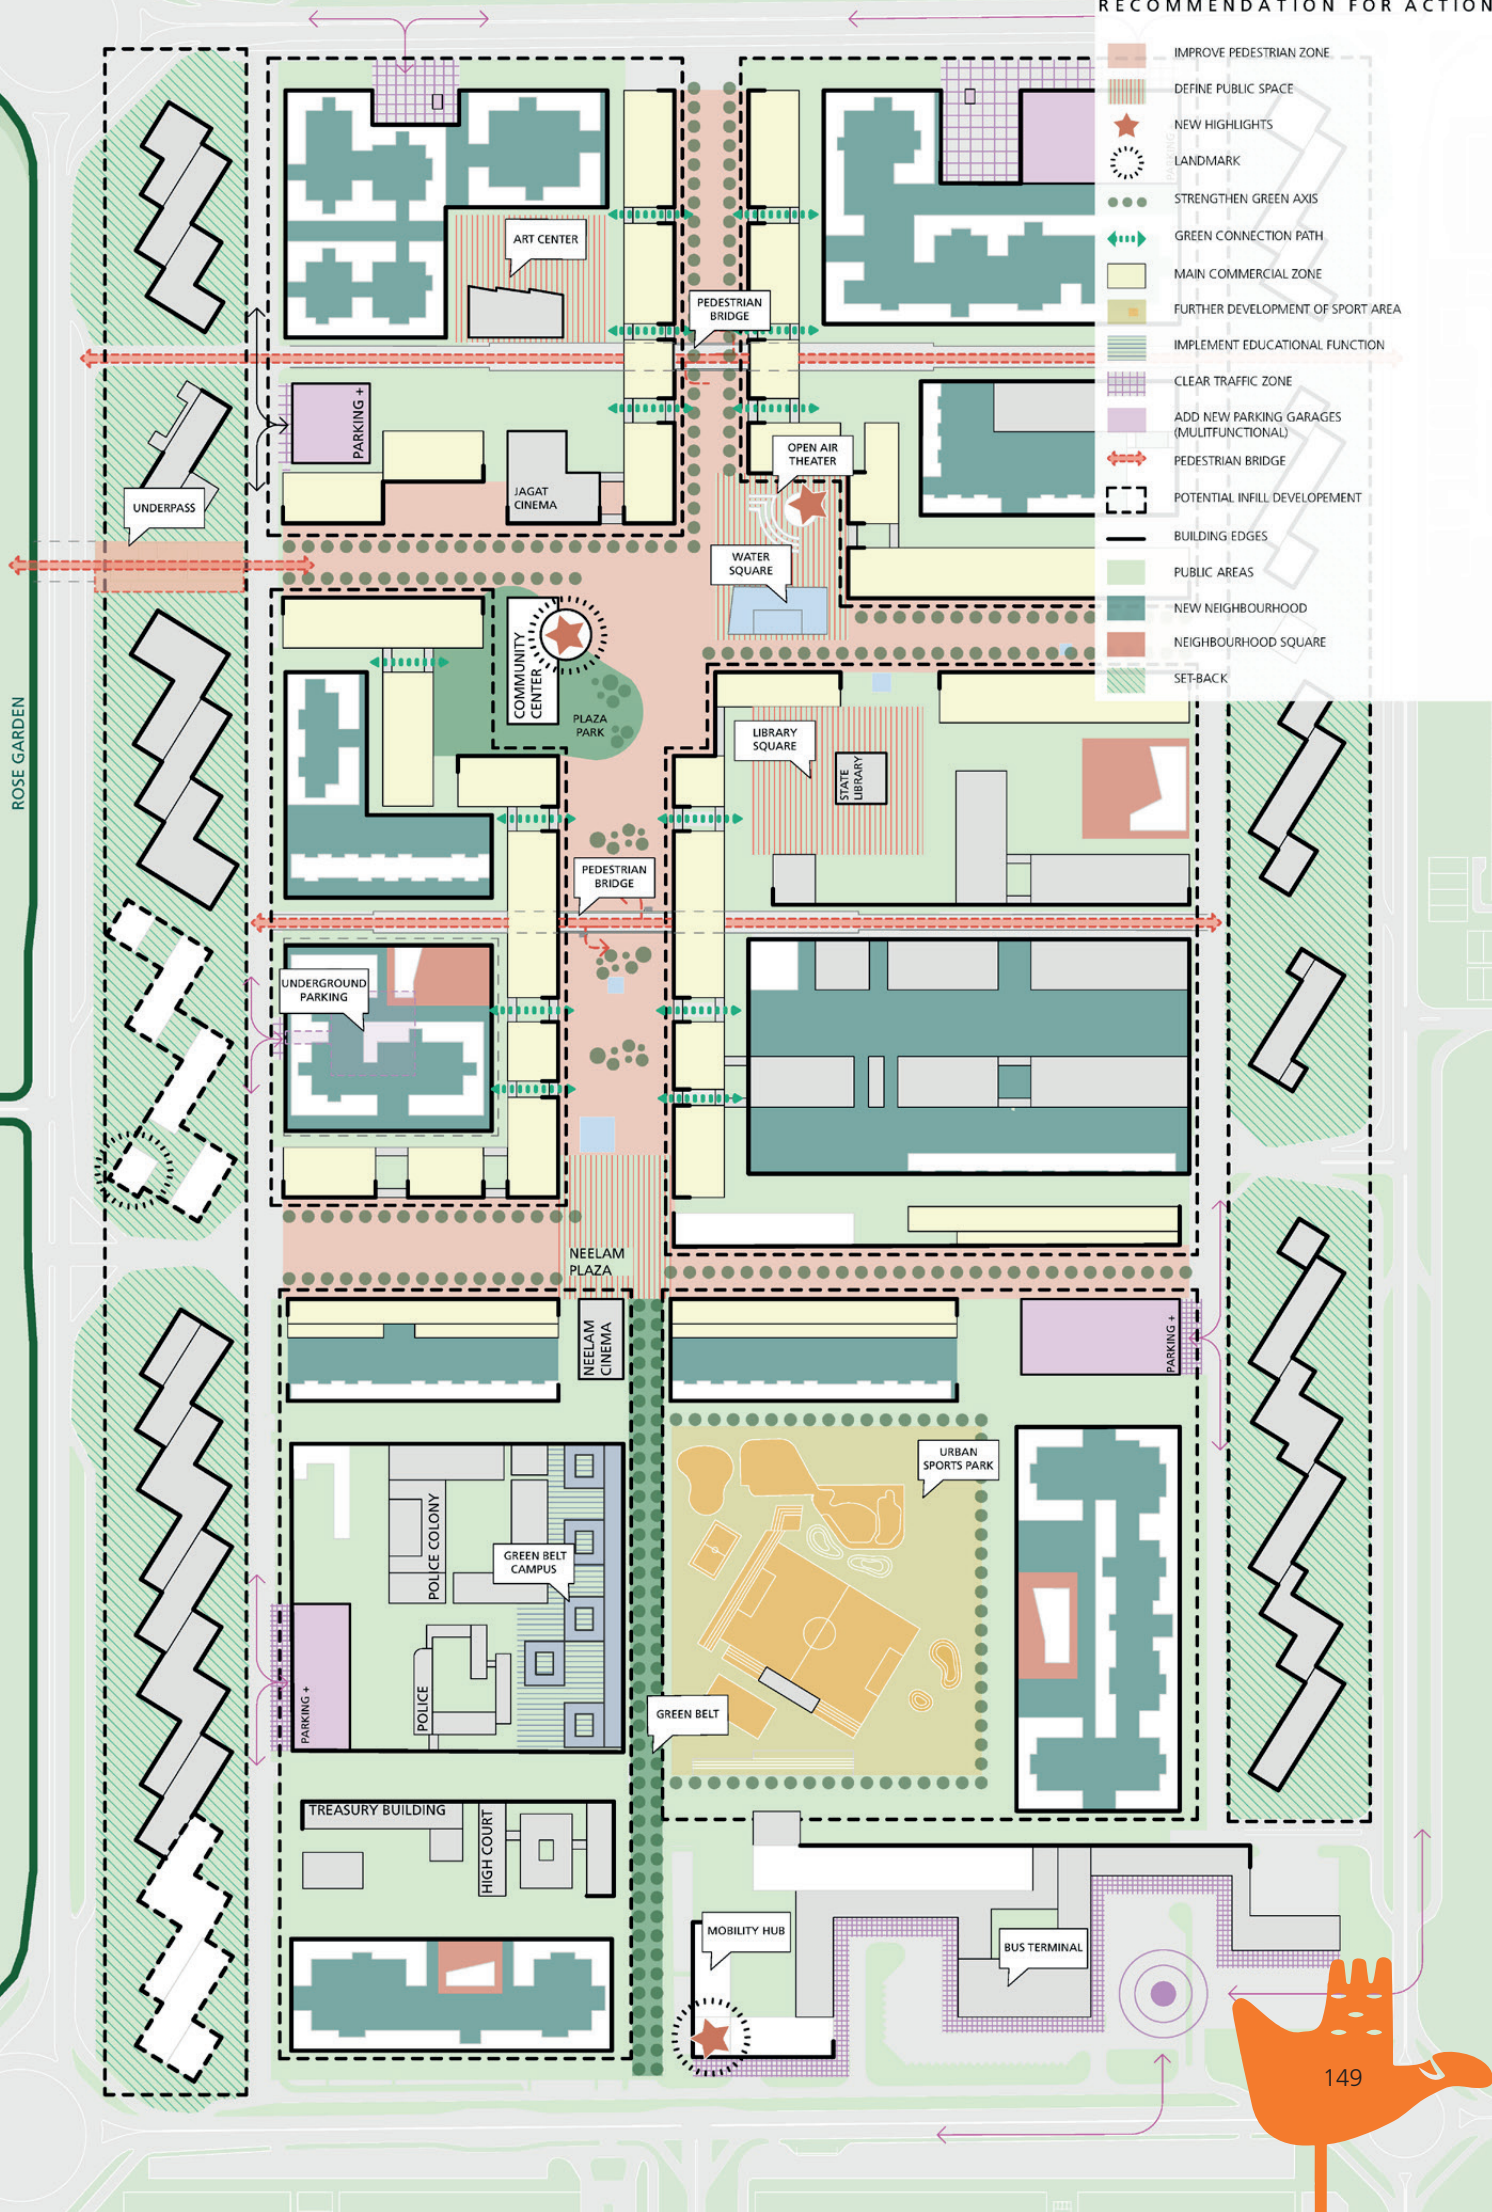 RECOMMENDATION FOR ACTION
IMPROVE PEDESTRIAN ZONE
DEFINE PUBLIC SPACE
NEW HIGHLIGHTS
LANDMARK
STRENGTHEN GREEN AXIS
GREEN CONNECTION PATH
MAIN COMMERCIAL ZONE
FURTHER DEVELOPMENT OF SPORT AREA
IMPLEMENT EDUCATIONAL FUNCTION
CLEAR TRAFFIC ZONE
ADD NEW PARKING GARAGES
(MULITFUNCTIONAL)
PEDESTRIAN BRIDGE
POTENTIAL INFILL DEVELOPEMENT
BUILDING EDGES
PUBLIC AREAS
NEW NEIGHBOURHOOD
NEIGHBOURHOOD SQUARE
SET-BACK
PARKING +
ART CENTER
PEDESTRIAN
BRIDGE
PARKING +
JAGAT
CINEMA
OPEN AIR
THEATER
UNDERPASS
WATER
SQUARE
COMMUNITY
CENTER
PLAZA
PARK
ROSE GARDEN
LIBRARY
SQUARE
STATE
LIBRARY
PEDESTRIAN
BRIDGE
UNDERGROUND
PARKING
NEELAM
PLAZA
NEELAM
CINEMA
PARKING +
URBAN
SPORTS PARK
POLICE COLONY
GREEN BELT
CAMPUS
PARKING +
POLICE
GREEN BELT
TREASURY BUILDING
HIGH COURT
MOBILITY HUB
BUS TERMINAL
149